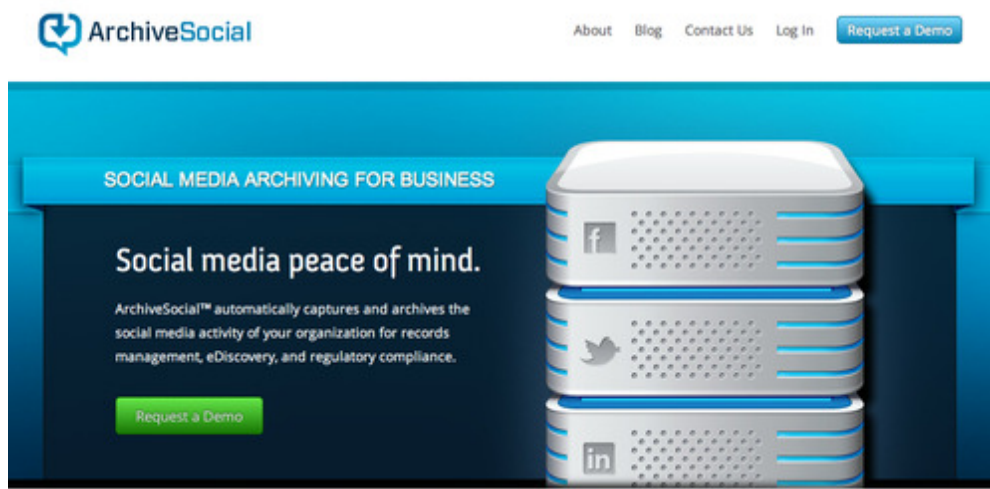 ArchiveSocial
About Blog Contact Us Log In Request a Demo
SOCIAL MEDIA ARCHIVING FOR BUSINESS
Social media peace of mind.
ArchiveSocial™ automatically captures and archives the
social media activity of your organization for records
management, eDiscovery, and regulatory compliance.
Request a Demo
f
in